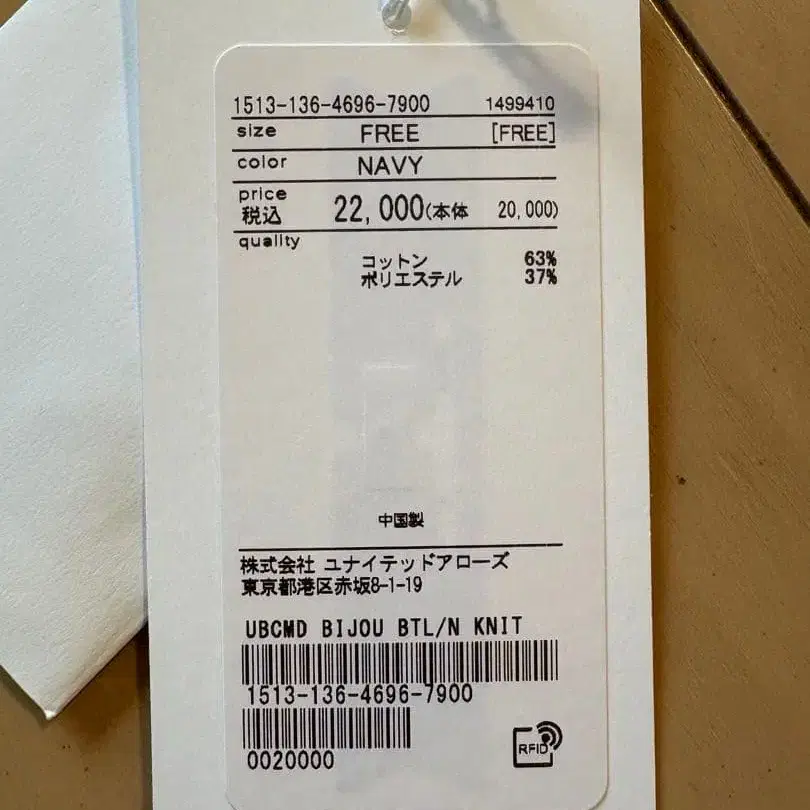 1513-136-4696-7900 1499410
size FREE [FREE]
color NAVY
price
税込 22,000(本体 20,000)
quality
コットン 63%
ポリエステル 37%
中国製
株式会社 ユナイテッドアローズ
東京都港区赤坂8-1-19
UBCMD BIJOU BTL/N KNIT
1513-136-4696-7900
0020000
RFID